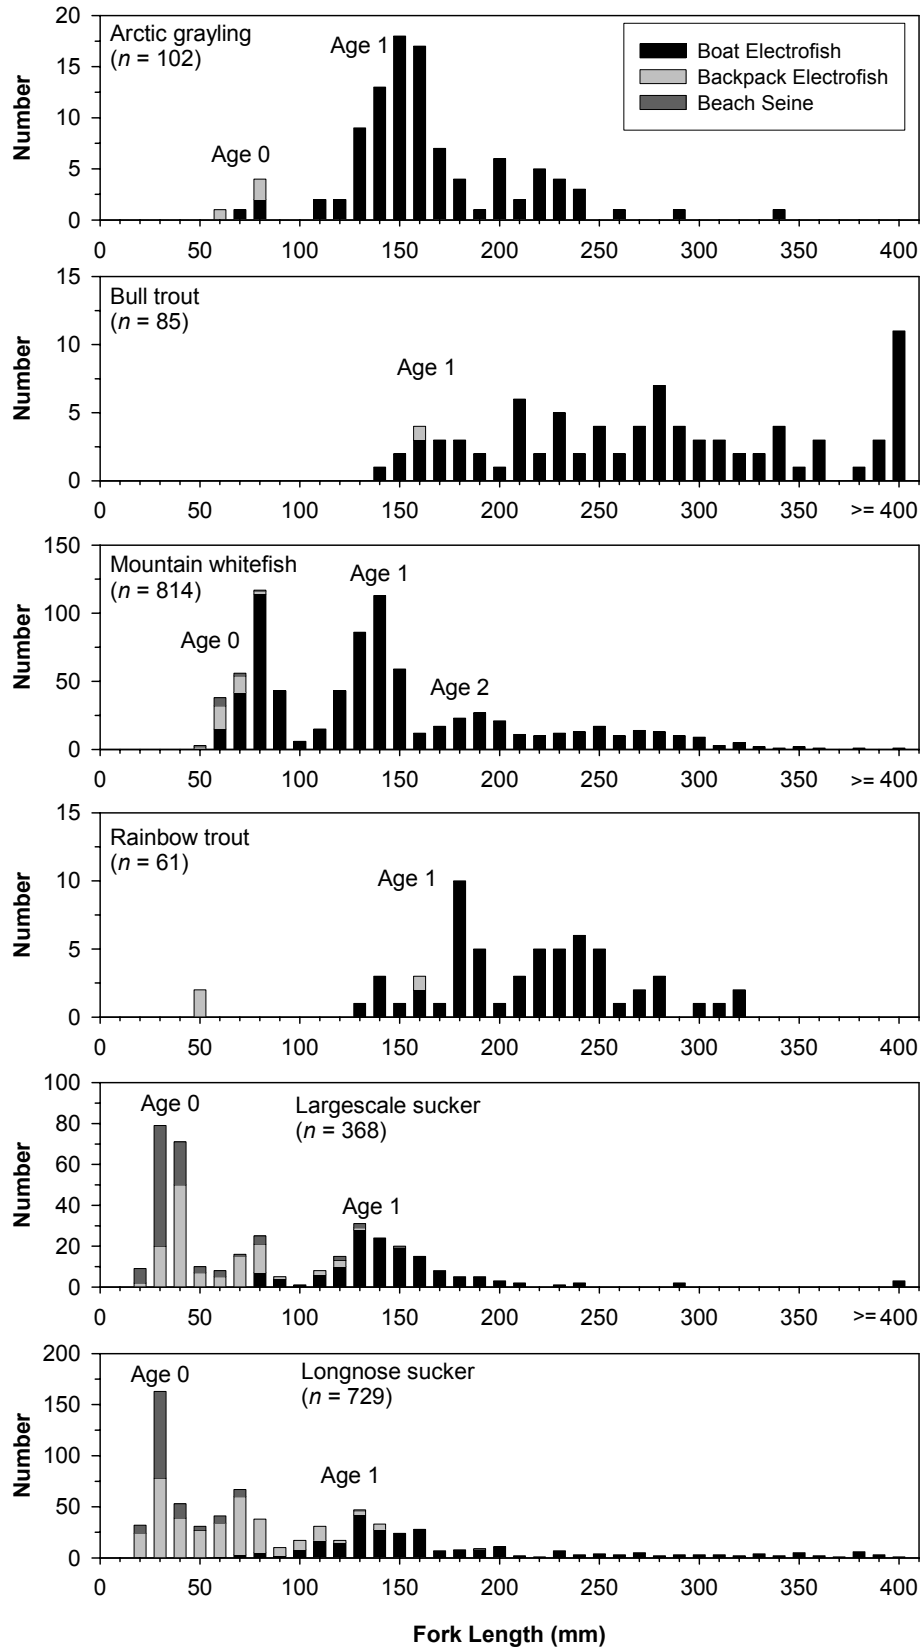 20
Arctic grayling
(n = 102)
Age 1
Boat Electrofish
Backpack Electrofish
Beach Seine
15
10
Age 0
5
0
Number
0 50 100 150 200 250 300 350 400
15
Bull trout
(n = 85)
10
Age 1
5
0
Number
0 50 100 150 200 250 300 350 >= 400
150
Mountain whitefish
(n = 814)
Age 1
100
Age 0
Age 2
50
0
Number
0 50 100 150 200 250 300 350 >= 400
15
Rainbow trout
(n = 61)
10
Age 1
5
0
Number
0 50 100 150 200 250 300 350 400
100
Age 0
Largescale sucker
(n = 368)
80
60
40
Age 1
20
0
Number
0 50 100 150 200 250 300 350 >= 400
200
Age 0
Longnose sucker
(n = 729)
150
100
Age 1
50
0
Number
0 50 100 150 200 250 300 350 400
Fork Length (mm)